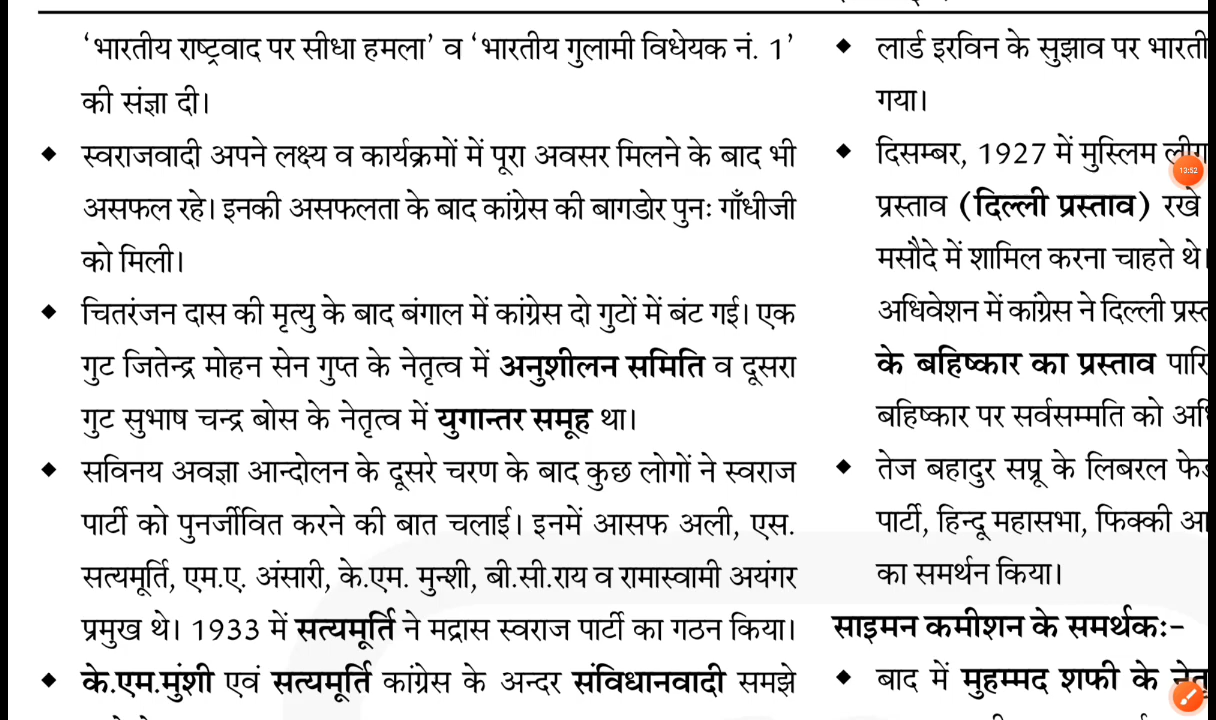 ‘भारतीय राष्ट्रवाद पर सीधा हमला’ व ‘भारतीय गुलामी विधेयक नं. 1’
की संज्ञा दी।
◆ स्वराजवादी अपने लक्ष्य व कार्यक्रमों में पूरा अवसर मिलने के बाद भी
असफल रहे। इनकी असफलता के बाद कांग्रेस की बागडोर पुनः गाँधीजी
को मिली।
◆ चितरंजन दास की मृत्यु के बाद बंगाल में कांग्रेस दो गुटों में बंट गई। एक
गुट जितेन्द्र मोहन सेन गुप्त के नेतृत्व में अनुशीलन समिति व दूसरा
गुट सुभाष चन्द्र बोस के नेतृत्व में युगान्तर समूह था।
◆ सविनय अवज्ञा आन्दोलन के दूसरे चरण के बाद कुछ लोगों ने स्वराज
पार्टी को पुनर्जीवित करने की बात चलाई। इनमें आसफ अली, एस.
सत्यमूर्ति, एम.ए. अंसारी, के.एम. मुन्शी, बी.सी.राय व रामास्वामी अयंगर
प्रमुख थे। 1933 में सत्यमूर्ति ने मद्रास स्वराज पार्टी का गठन किया।
◆ के.एम.मुंशी एवं सत्यमूर्ति कांग्रेस के अन्दर संविधानवादी समझे
◆ लार्ड इरविन के सुझाव पर भारती
गया।
◆ दिसम्बर, 1927 में मुस्लिम लीग
13:52
प्रस्ताव (दिल्ली प्रस्ताव) रखे
मसौदे में शामिल करना चाहते थे।
अधिवेशन में कांग्रेस ने दिल्ली प्रस्त
के बहिष्कार का प्रस्ताव पारि
बहिष्कार पर सर्वसम्मति को
◆ तेज बहादुर सप्रू के लिबरल
पार्टी, हिन्दू महासभा, फिक्की आ
का समर्थन किया।
साइमन कमीशन के समर्थकः-
◆ बाद में मुहम्मद शफी के